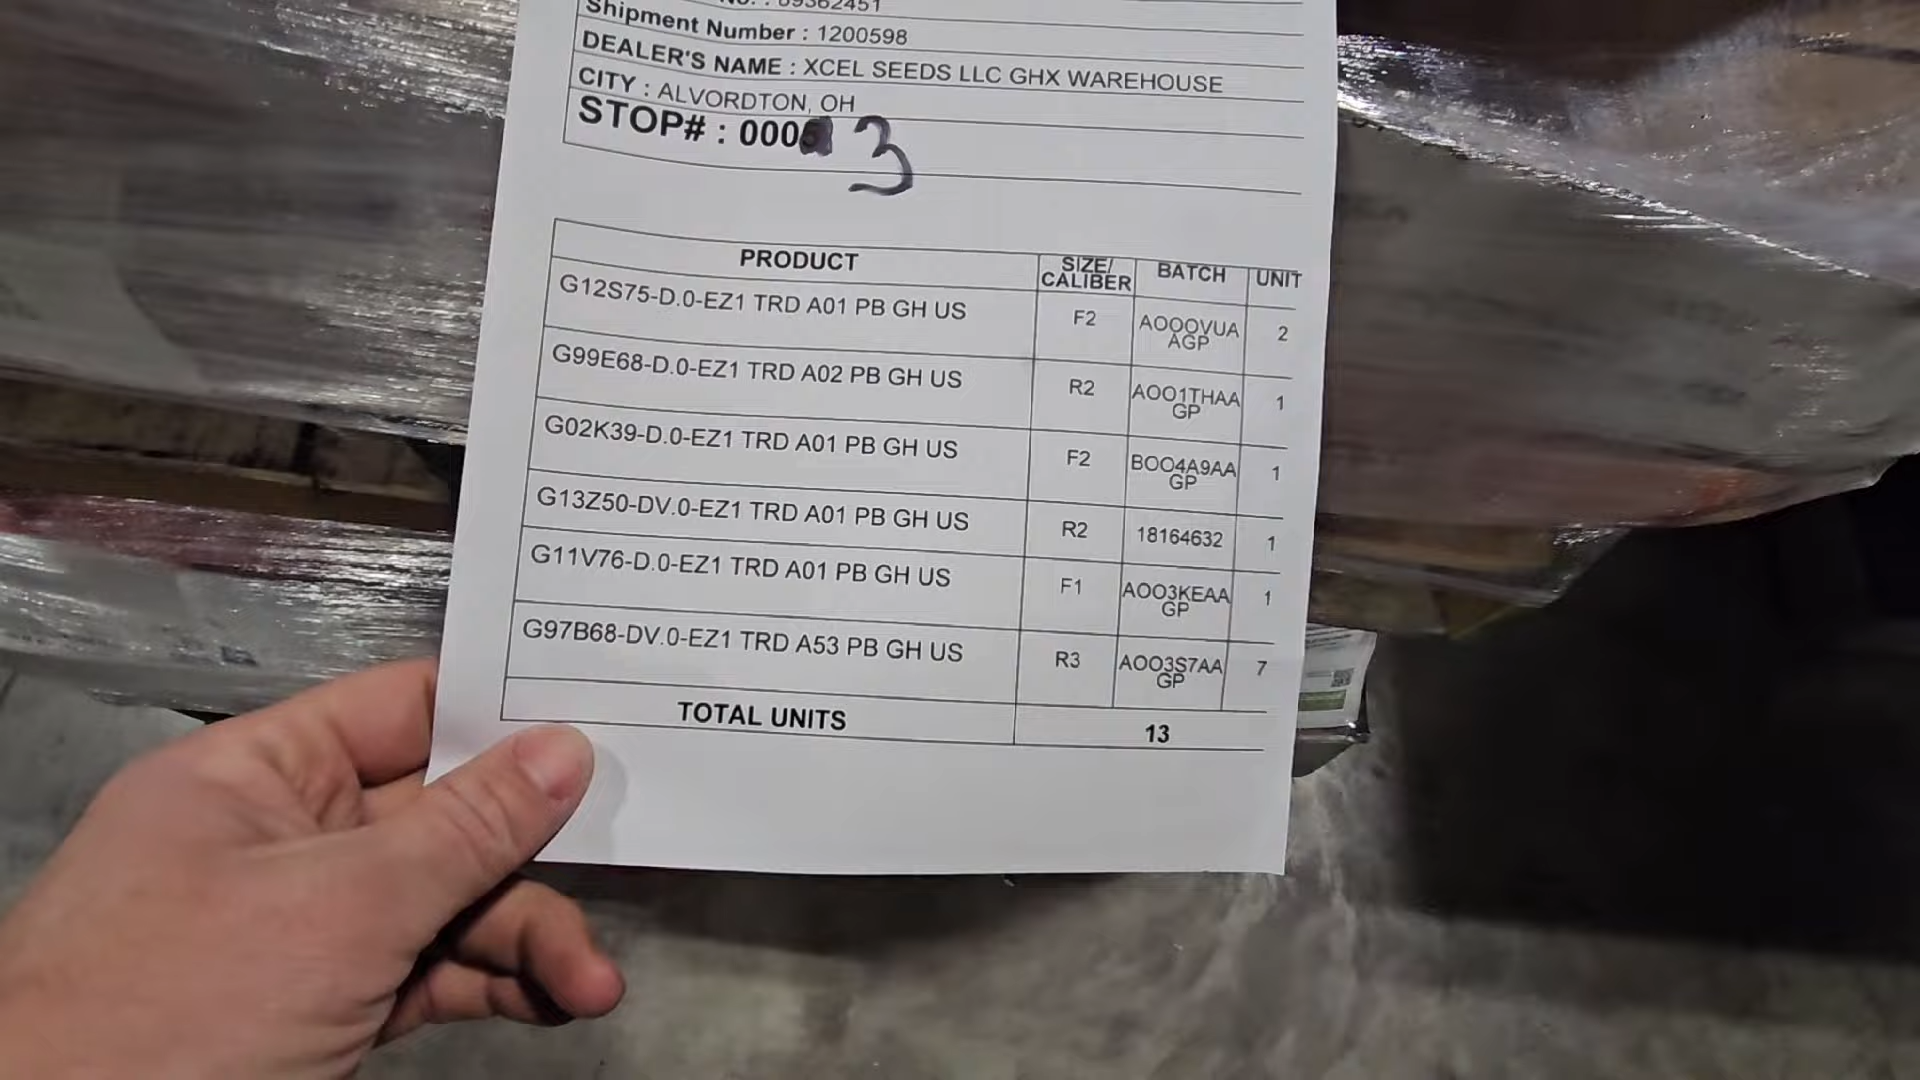 NO. : 69362451
Shipment Number : 1200598
DEALER'S NAME : XCEL SEEDS LLC GHX WAREHOUSE
CITY : ALVORDTON, OH
STOP# : 000 3
PRODUCT SIZE/ CALIBER BATCH UNIT
G12S75-D.0-EZ1 TRD A01 PB GH US F2 AOOOVUA AGP 2
G99E68-D.0-EZ1 TRD A02 PB GH US R2 AOO1THAA GP 1
G02K39-D.0-EZ1 TRD A01 PB GH US F2 BOO4A9AA GP 1
G13Z50-DV.0-EZ1 TRD A01 PB GH US R2 18164632 1
G11V76-D.0-EZ1 TRD A01 PB GH US F1 AOO3KEAA GP 1
G97B68-DV.0-EZ1 TRD A53 PB GH US R3 AOO3S7AA GP 7
TOTAL UNITS 13